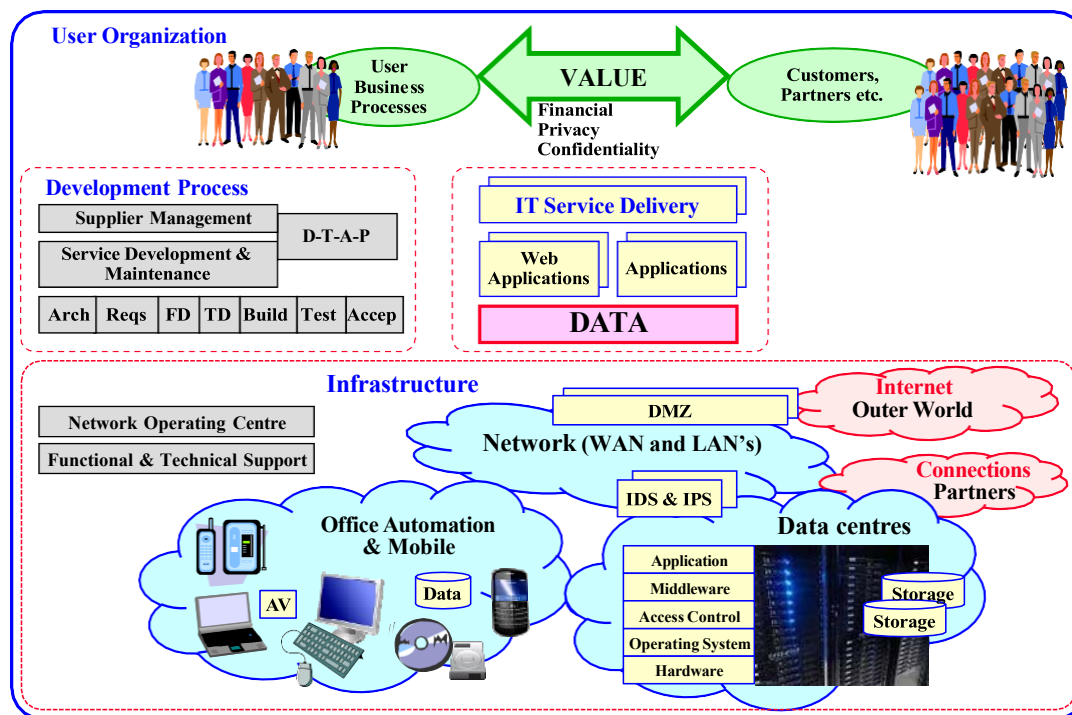 User Organization
User
Business
Processes
VALUE
Financial
Privacy
Confidentiality
Customers,
Partners etc.
Development Process
Supplier Management
D-T-A-P
Service Development &
Maintenance
Arch Reqs FD TD Build Test Accep
IT Service Delivery
Web
Applications
Applications
DATA
Infrastructure
Network Operating Centre
Functional & Technical Support
DMZ
Network (WAN and LAN's)
Internet
Outer World
Connections
Partners
IDS & IPS
Office Automation
& Mobile
AV
Data
Data centres
Application
Middleware
Access Control
Operating System
Hardware
Storage
Storage